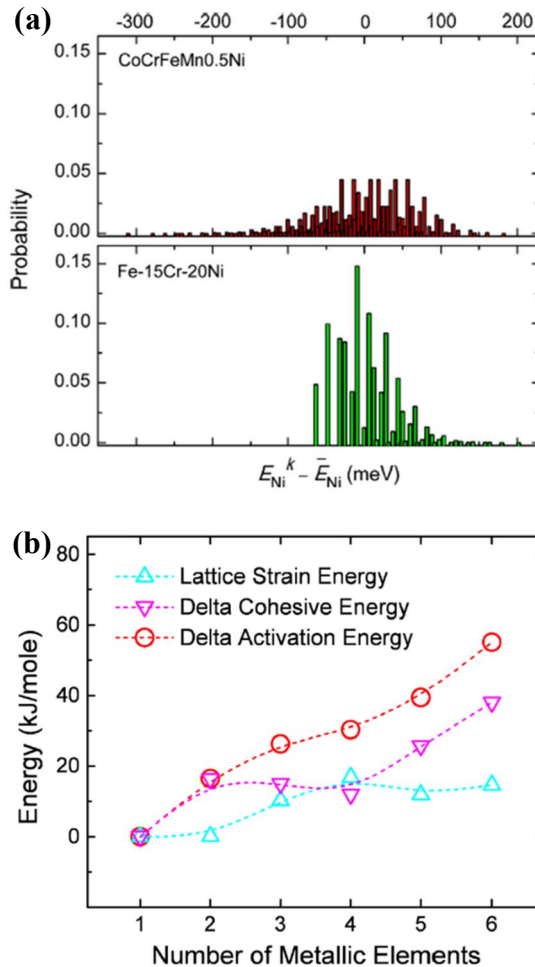 (a)
-300 -200 -100 0 100 200
CoCrFeMn0.5Ni
0.15
0.10
0.05
0.00
Fe-15Cr-20Ni
0.15
0.10
0.05
0.00
Probability
E_Ni^k − Ē_Ni (meV)
(b)
80
60
40
20
0
Energy (kJ/mole)
Lattice Strain Energy
Delta Cohesive Energy
Delta Activation Energy
1 2 3 4 5 6
Number of Metallic Elements